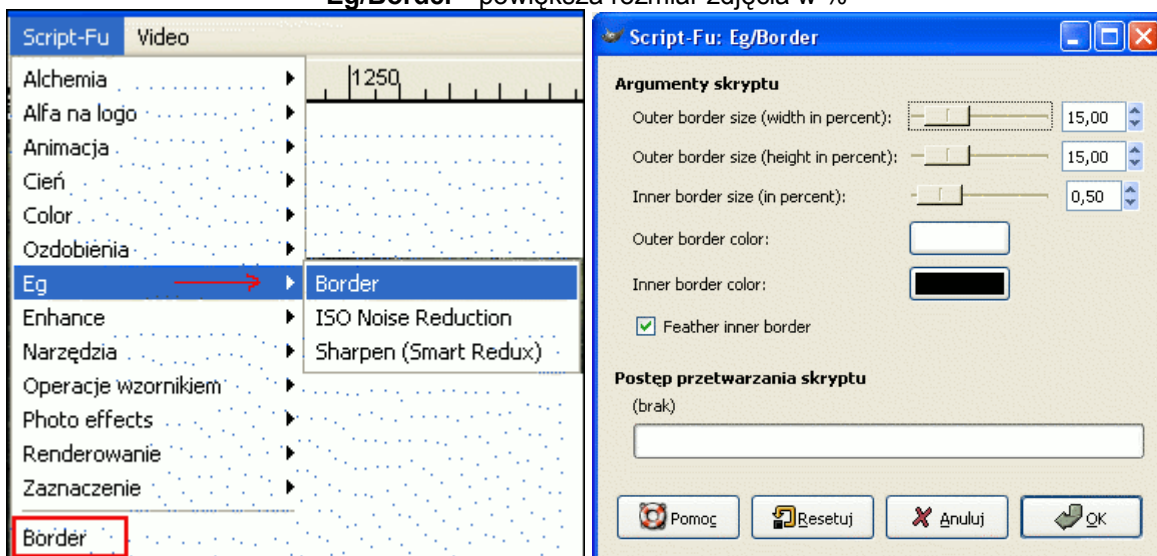 Eg/Border - powiększa rozmiar zdjęcia w %
Script-Fu Video
1250
Alchemia
Alfa na logo
Animacja
Cień
Color
Ozdobienia
Eg
Enhance
Narzędzia
Operacje wzornikiem
Photo effects
Renderowanie
Zaznaczenie
Border
Border
ISO Noise Reduction
Sharpen (Smart Redux)
Script-Fu: Eg/Border
Argumenty skryptu
Outer border size (width in percent): 15,00
Outer border size (height in percent): 15,00
Inner border size (in percent): 0,50
Outer border color:
Inner border color:
Feather inner border
Postęp przetwarzania skryptu
(brak)
Pomoc Resetuj Anuluj OK